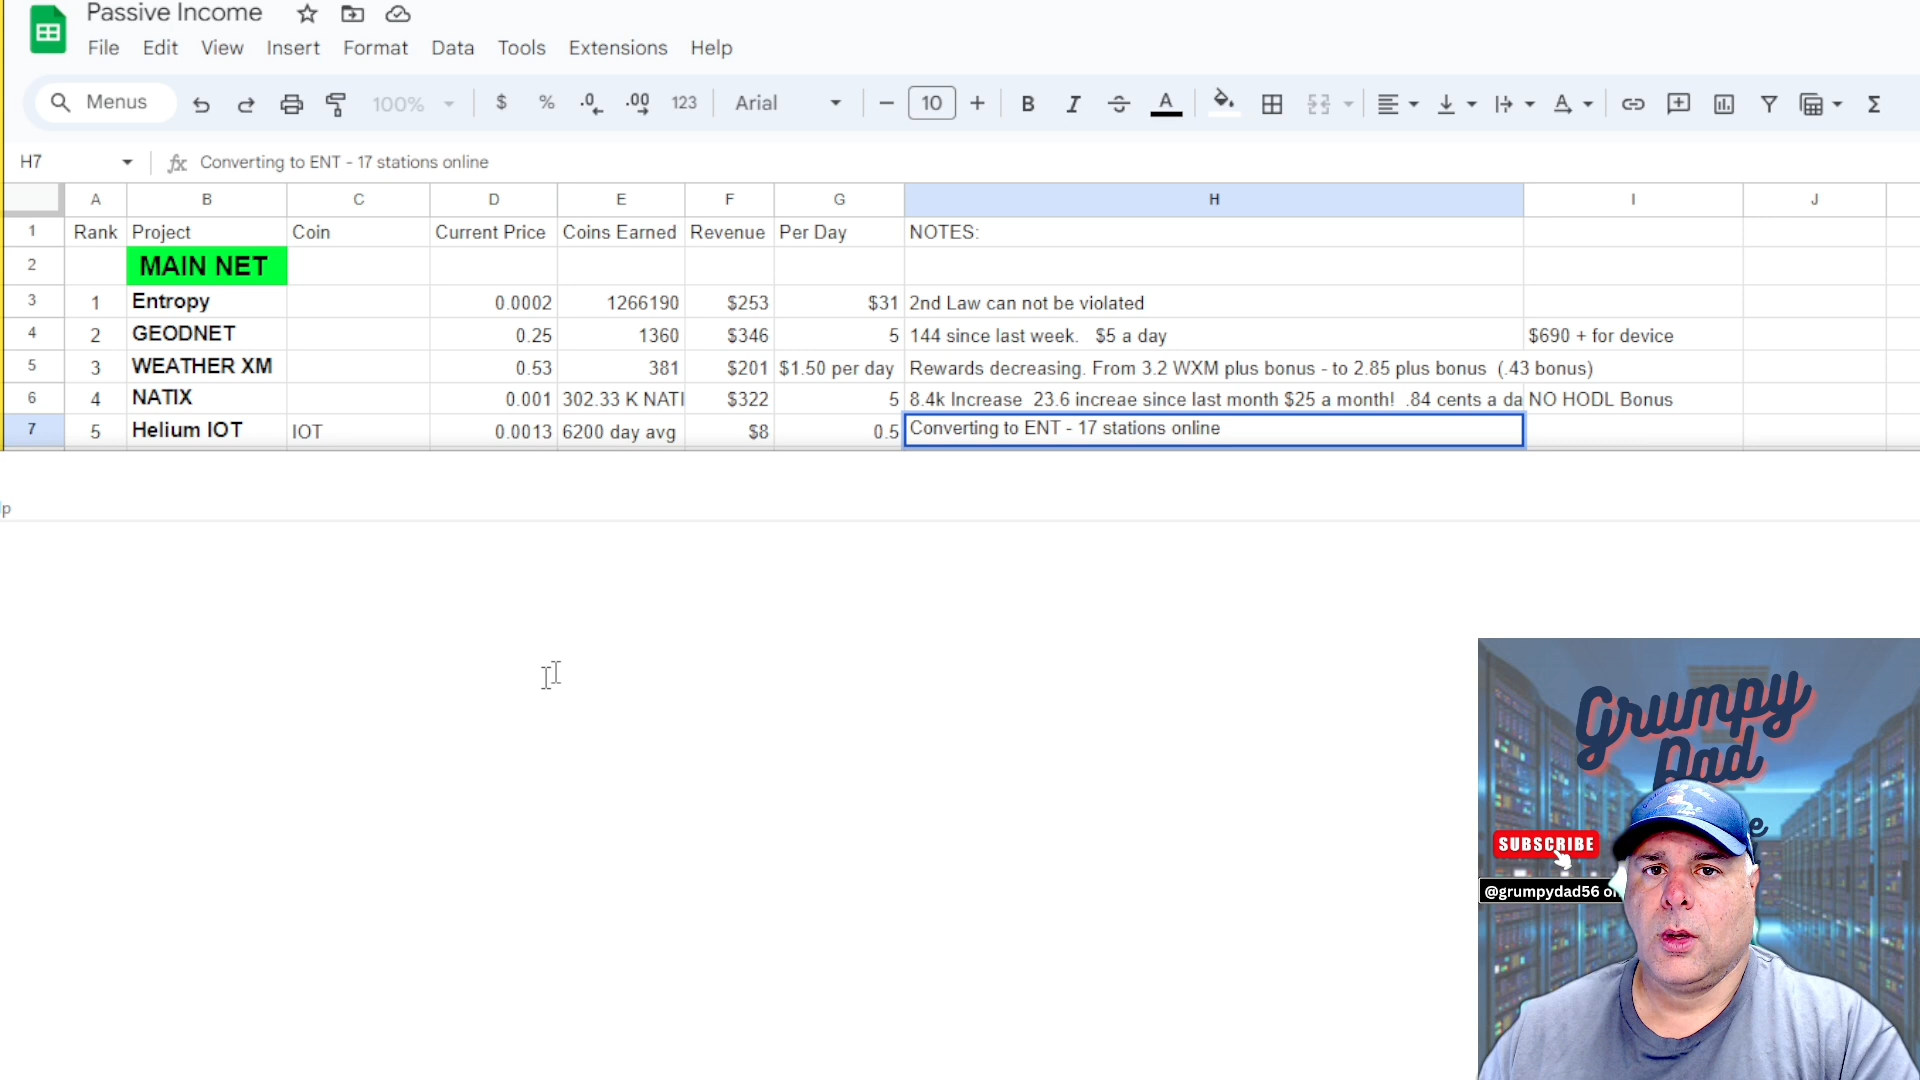 Passive Income
File Edit View Insert Format Data Tools Extensions Help
Menus 100% $ % .0 .00 123 Arial 10 B I S A Σ
H7 fx Converting to ENT - 17 stations online
A B C D E F G H I J
1 Rank Project Coin Current Price Coins Earned Revenue Per Day NOTES:
2 MAIN NET
3 1 Entropy 0.0002 1266190 $253 $31 2nd Law can not be violated
4 2 GEODNET 0.25 1360 $346 5 144 since last week. $5 a day $690 + for device
5 3 WEATHER XM 0.53 381 $201 $1.50 per day Rewards decreasing. From 3.2 WXM plus bonus - to 2.85 plus bonus (.43 bonus)
6 4 NATIX 0.001 302.33 K NATI $322 5 8.4k Increase 23.6 increae since last month $25 a month! .84 cents a da NO HODL Bonus
7 5 Helium IOT IOT 0.0013 6200 day avg $8 0.5 Converting to ENT - 17 stations online
lp
Grumpy
Dad
e
SUBSCRIBE
@grumpydad56 on